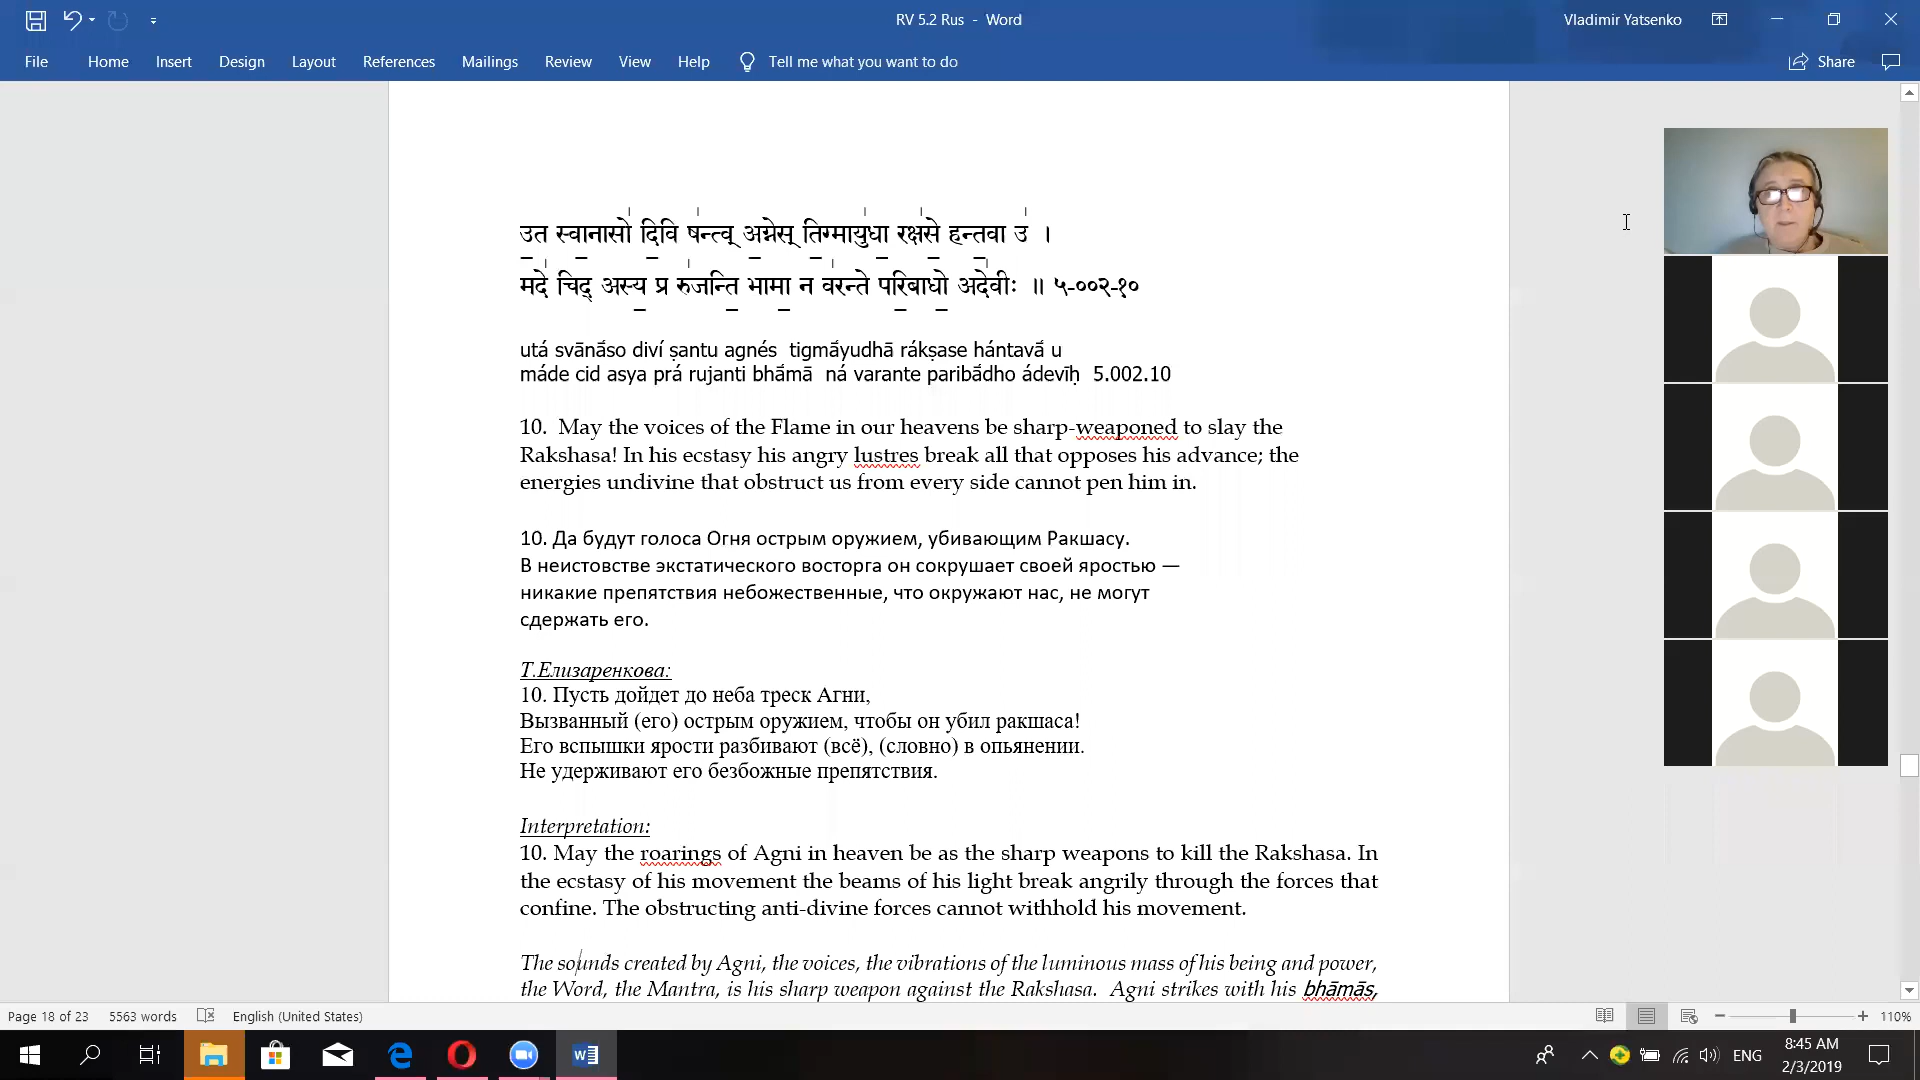 RV 5.2 Rus - Word
Vladimir Yatsenko
File Home Insert Design Layout References Mailings Review View Help Tell me what you want to do Share
उत स्वानासो दिवि षन्त्व् अग्नेस् तिग्मायुधा रक्षसे हन्तवा उ ।
मदे चिद् अस्य प्र रुजन्ति भामा न वरन्ते परिबाधो अदेवीः ॥ ५-००२-१०
utá svānā́so diví ṣantu agnés tigmā́yudhā rákṣase hántavā́ u
máde cid asya prá rujanti bhā́mā ná varante paribā́dho ádevīḥ 5.002.10
10. May the voices of the Flame in our heavens be sharp-weaponed to slay the
Rakshasa! In his ecstasy his angry lustres break all that opposes his advance; the
energies undivine that obstruct us from every side cannot pen him in.
10. Да будут голоса Огня острым оружием, убивающим Ракшасу.
В неистовстве экстатического восторга он сокрушает своей яростью —
никакие препятствия небожественные, что окружают нас, не могут
сдержать его.
Т.Елизаренкова:
10. Пусть дойдет до неба треск Агни,
Вызванный (его) острым оружием, чтобы он убил ракшаса!
Его вспышки ярости разбивают (всё), (словно) в опьянении.
Не удерживают его безбожные препятствия.
Interpretation:
10. May the roarings of Agni in heaven be as the sharp weapons to kill the Rakshasa. In
the ecstasy of his movement the beams of his light break angrily through the forces that
confine. The obstructing anti-divine forces cannot withhold his movement.
The sounds created by Agni, the voices, the vibrations of the luminous mass of his being and power,
the Word, the Mantra, is his sharp weapon against the Rakshasa. Agni strikes with his bhāmās,
Page 18 of 23 5563 words English (United States) 110%
ENG 8:45 AM
2/3/2019